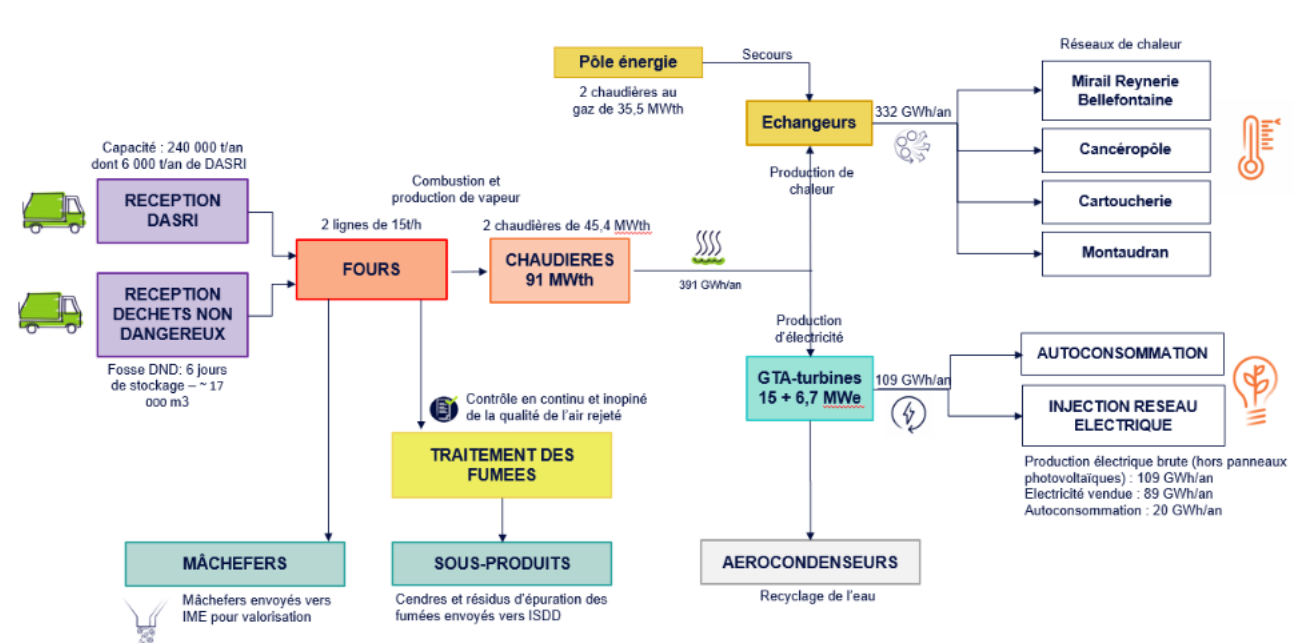 Réseaux de chaleur
Pôle énergie
Secours
2 chaudières au
gaz de 35,5 MWth
Echangeurs
332 GWh/an
Mirail Reynerie
Bellefontaine
Cancéropôle
Cartoucherie
Montaudran
Capacité : 240 000 t/an
dont 6 000 t/an de DASRI
RECEPTION
DASRI
RECEPTION
DECHETS NON
DANGEREUX
Fosse DND: 6 jours
de stockage – ~ 17
000 m3
2 lignes de 15t/h
FOURS
Combustion et
production de vapeur
2 chaudières de 45,4 MWth
CHAUDIERES
91 MWth
391 GWh/an
Production de
chaleur
Production
d'électricité
GTA-turbines
15 + 6,7 MWe
109 GWh/an
AUTOCONSOMMATION
INJECTION RESEAU
ELECTRIQUE
Production électrique brute (hors panneaux
photovoltaïques) : 109 GWh/an
Electricité vendue : 89 GWh/an
Autoconsommation : 20 GWh/an
Contrôle en continu et inopiné
de la qualité de l'air rejeté
TRAITEMENT DES
FUMEES
MÂCHEFERS
Mâchefers envoyés vers
IME pour valorisation
SOUS-PRODUITS
Cendres et résidus d'épuration des
fumées envoyés vers ISDD
AEROCONDENSEURS
Recyclage de l'eau